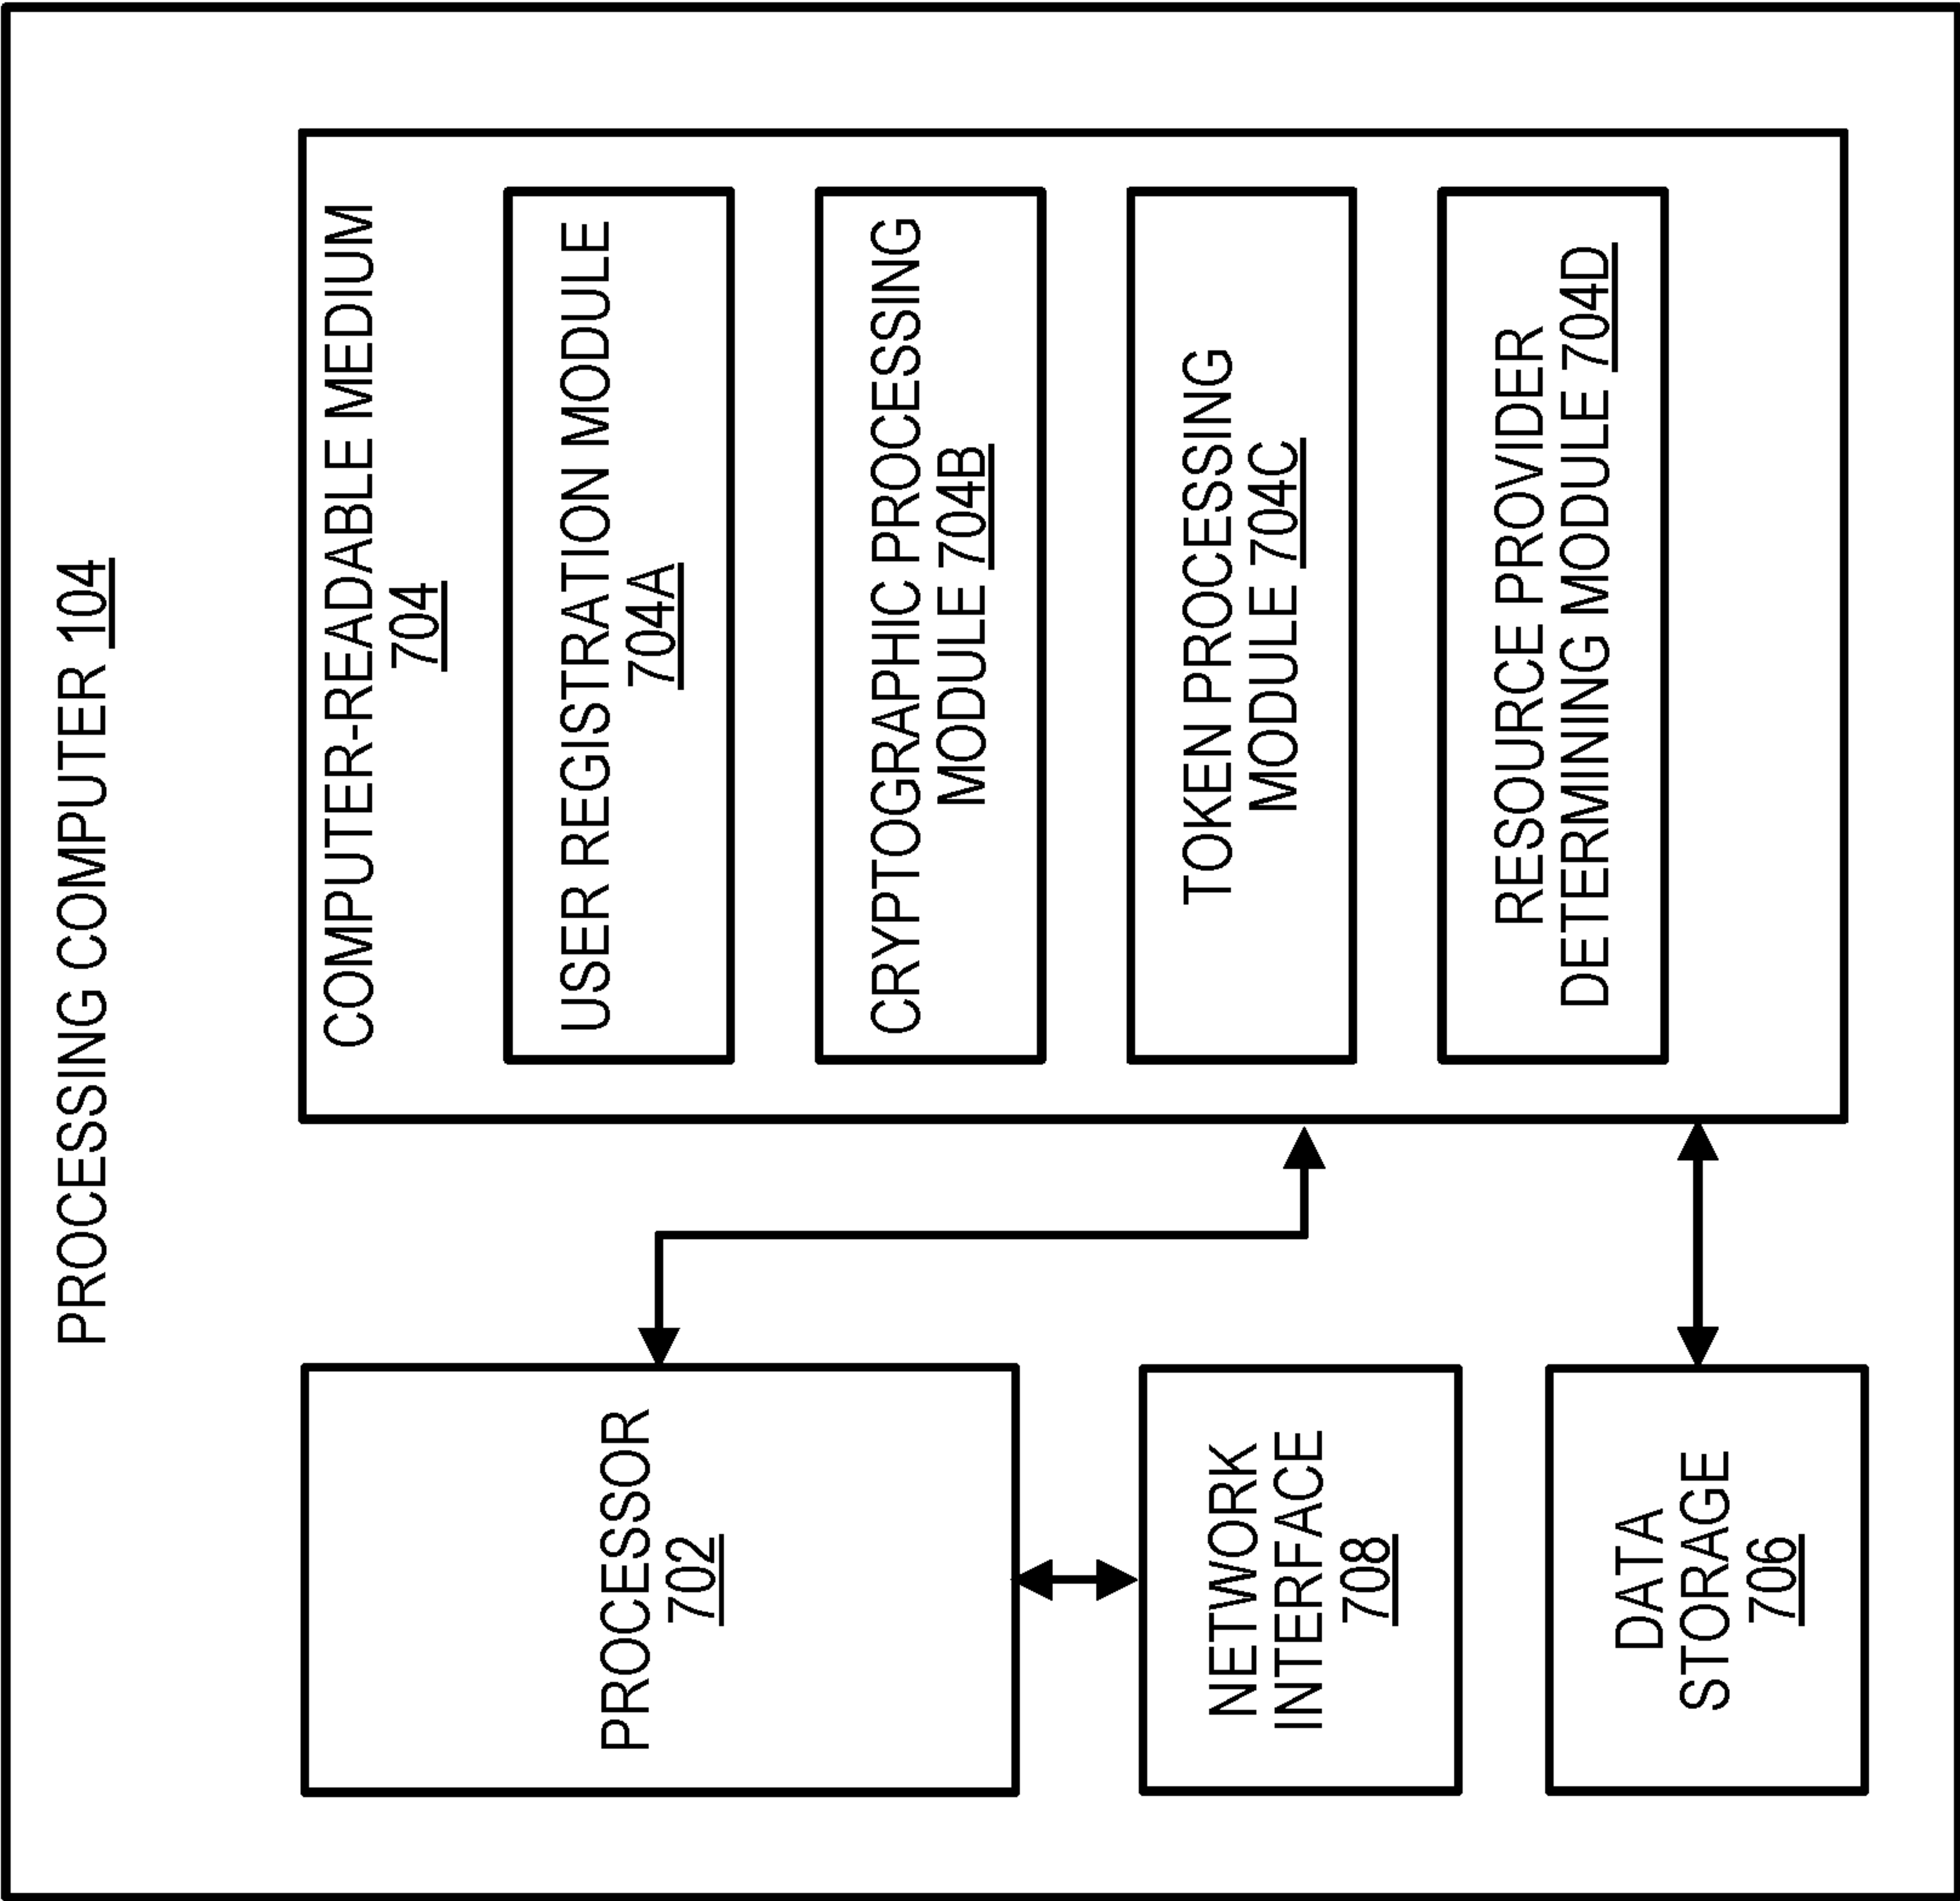 PROCESSING COMPUTER 104
PROCESSOR
702
NETWORK
INTERFACE
708
DATA
STORAGE
706
COMPUTER-READABLE MEDIUM
704
USER REGISTRATION MODULE
704A
CRYPTOGRAPHIC PROCESSING
MODULE 704B
TOKEN PROCESSING
MODULE 704C
RESOURCE PROVIDER
DETERMINING MODULE 704D